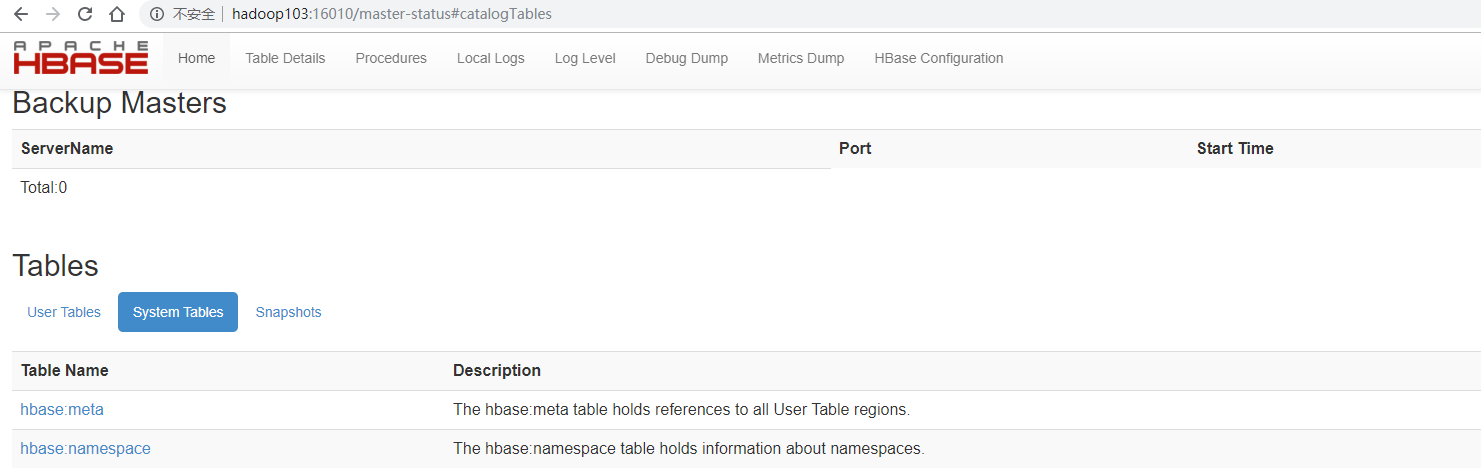 不安全 hadoop103:16010/master-status#catalogTables
APACHE
HBASE
Home Table Details Procedures Local Logs Log Level Debug Dump Metrics Dump HBase Configuration
Backup Masters
ServerName Port Start Time
Total:0
Tables
User Tables System Tables Snapshots
Table Name Description
hbase:meta The hbase:meta table holds references to all User Table regions.
hbase:namespace The hbase:namespace table holds information about namespaces.